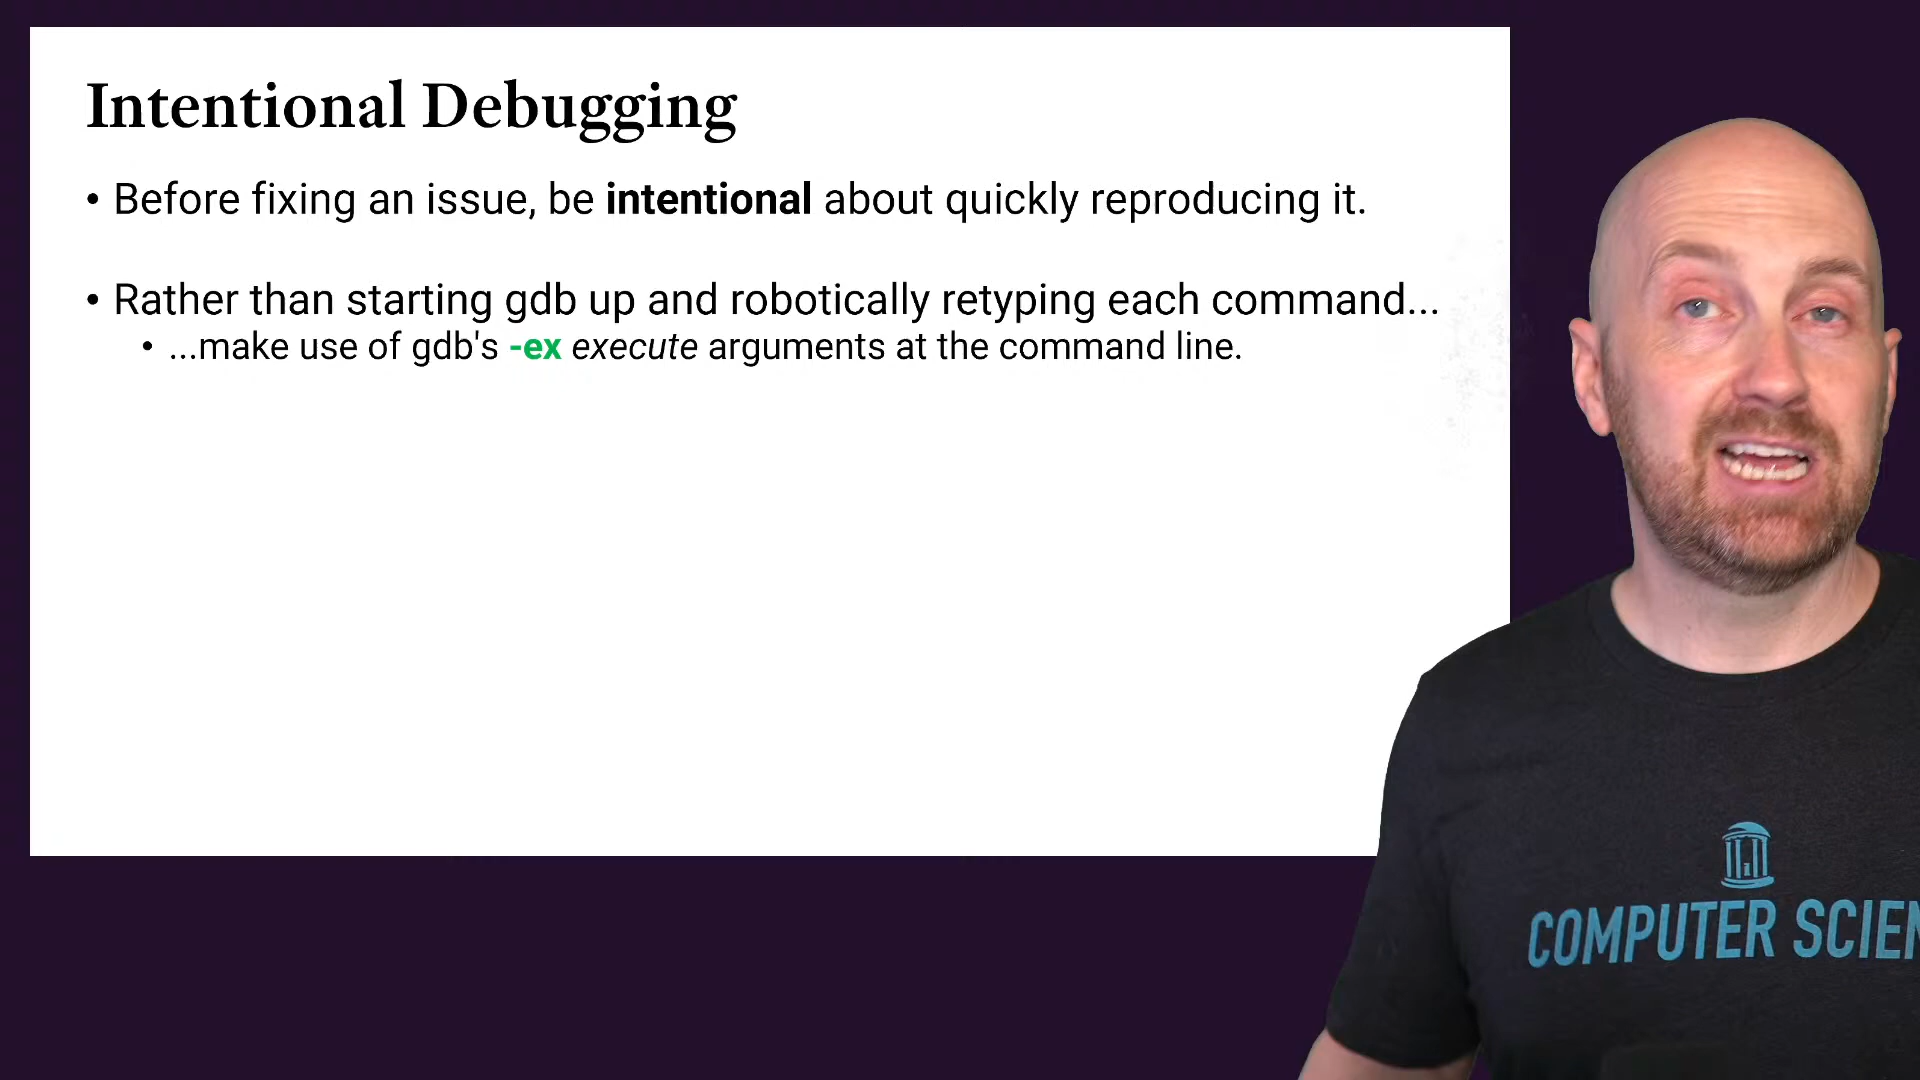 Intentional Debugging
• Before fixing an issue, be intentional about quickly reproducing it.
• Rather than starting gdb up and robotically retyping each command...
• ...make use of gdb's -ex execute arguments at the command line.
COMPUTER SCIEN